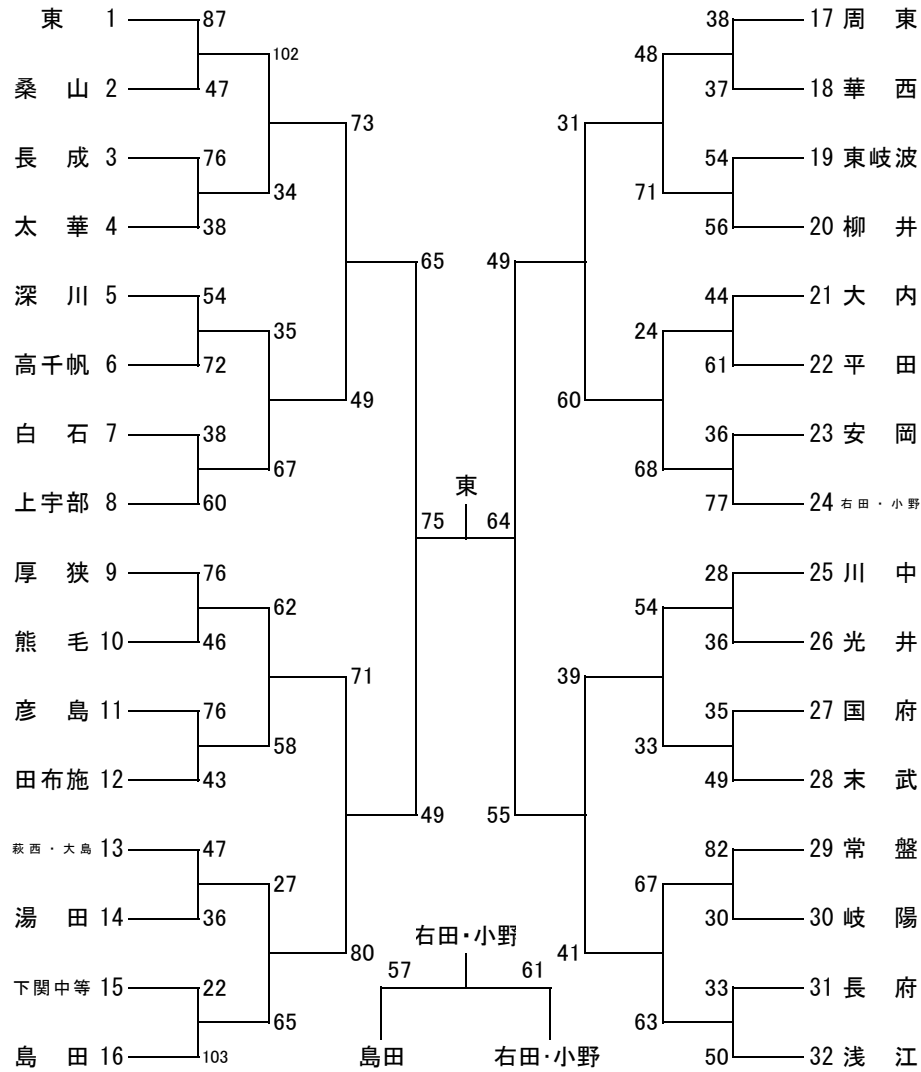 東 1 87 38 17 周東
102 48
桑山 2 47 37 18 華西
73 31
長成 3 76 54 19 東岐波
34 71
太華 4 38 56 20 柳井
65 49
深川 5 54 44 21 大内
35 24
高千帆 6 72 61 22 平田
49 60
白石 7 38 36 23 安岡
67 68
東
上宇部 8 60 77 24 右田・小野
75 64
厚狭 9 76 28 25 川中
62 54
熊毛 10 46 36 26 光井
71 39
彦島 11 76 35 27 国府
58 33
田布施 12 43 49 28 末武
49 55
萩西・大島 13 47 82 29 常盤
27 67
湯田 14 36 30 30 岐陽
右田・小野
80 41
57 61
下関中等 15 22 33 31 長府
65 63
島田 16 103 50 32 浅江
島田 右田・小野